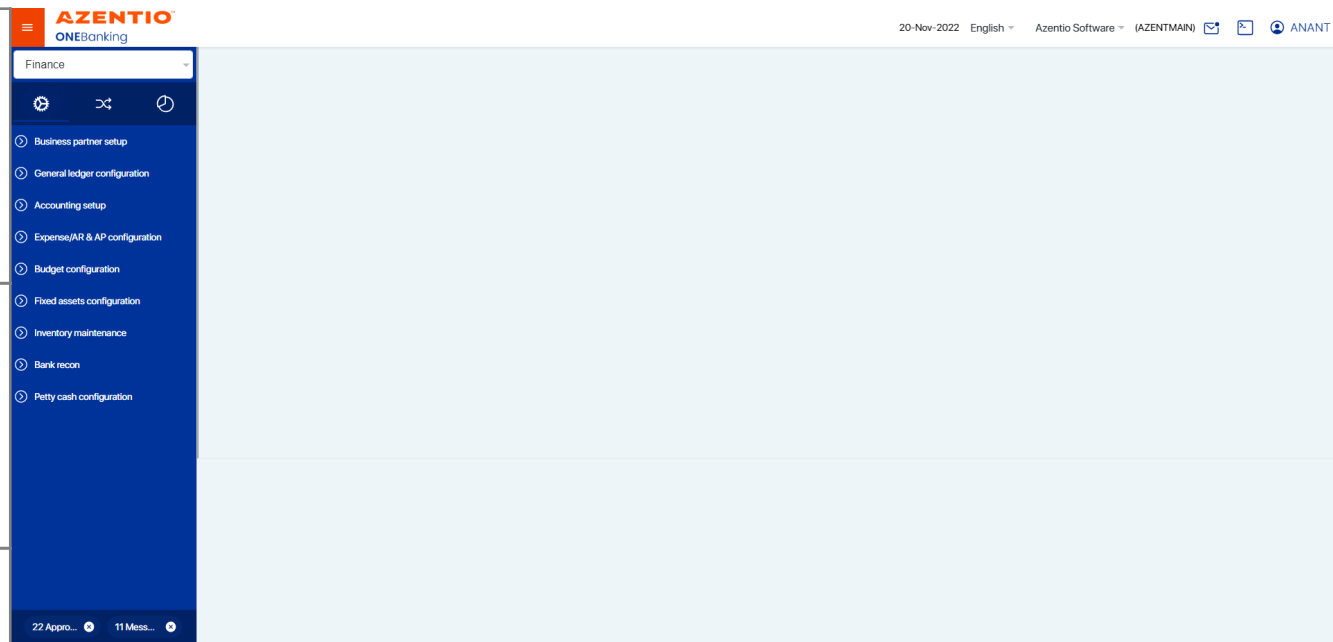 AZENTIO
ONEBanking
20-Nov-2022 English Azentio Software (AZENTMAIN) ANANT
Finance
Business partner setup
General ledger configuration
Accounting setup
Expense/AR & AP configuration
Budget configuration
Fixed assets configuration
Inventory maintenance
Bank recon
Petty cash configuration
22 Appro... 11 Mess...